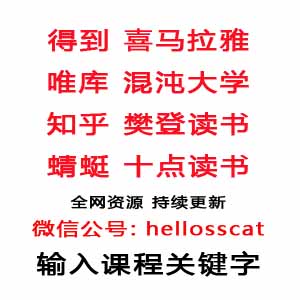 得到 喜马拉雅
唯库 混沌大学
知乎 樊登读书
蜻蜓 十点读书
全网资源 持续更新
微信公号: hellosscat
输入课程关键字